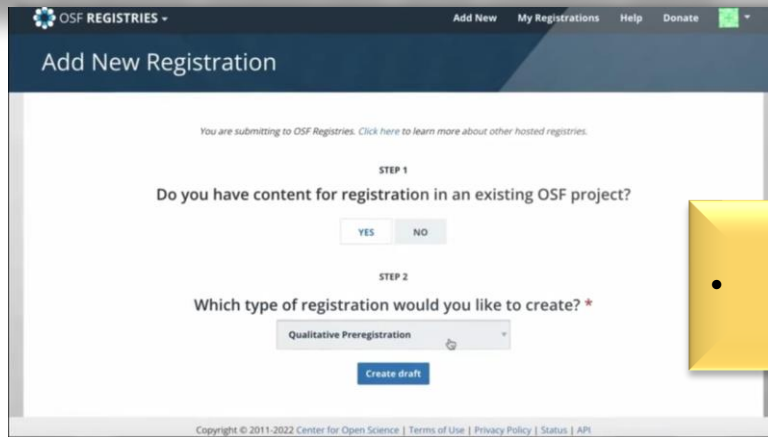 OSF REGISTRIES
Add New My Registrations Help Donate
Add New Registration
You are submitting to OSF Registries. Click here to learn more about other hosted registries.
STEP 1
Do you have content for registration in an existing OSF project?
YES NO
STEP 2
Which type of registration would you like to create? *
Qualitative Preregistration
Create draft
Copyright © 2011-2022 Center for Open Science | Terms of Use | Privacy Policy | Status | API
•